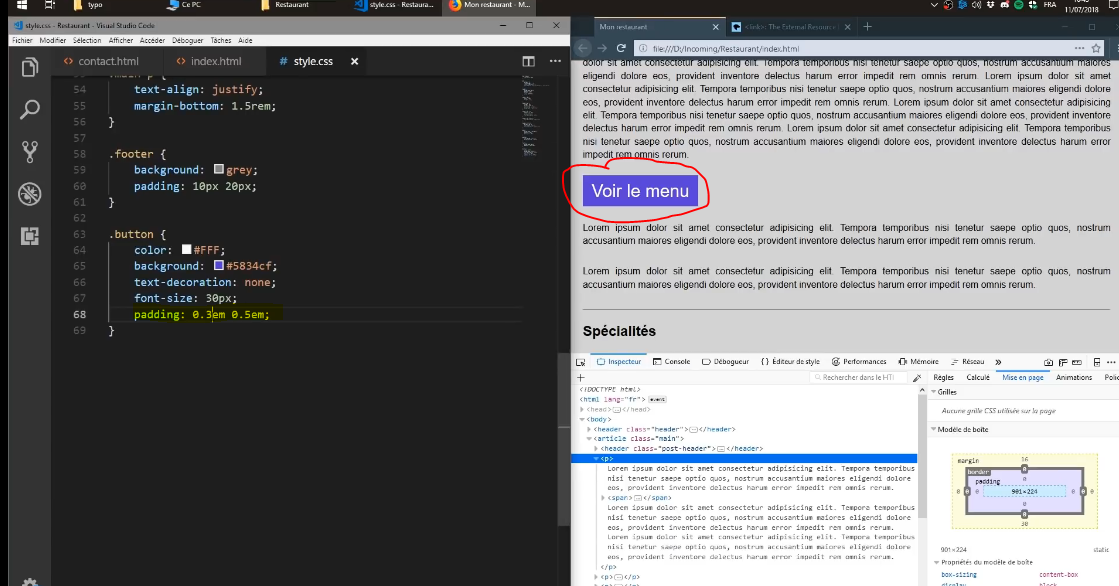 typo
Ce PC
Restaurant
style.css - Restaura...
Mon restaurant - M...
FRA
11/07/2018
style.css - Restaurant - Visual Studio Code
Fichier Modifier Sélection Afficher Accéder Déboguer Tâches Aide
<> contact.html
<> index.html
# style.css
54 text-align: justify;
55 margin-bottom: 1.5rem;
56 }
57
58 .footer {
59 background: grey;
60 padding: 10px 20px;
61 }
62
63 .button {
64 color: #FFF;
65 background: #5834cf;
66 text-decoration: none;
67 font-size: 30px;
68 padding: 0.3em 0.5em;
69 }
Mon restaurant
<link>: The External Resource
file:///D:/Incoming/Restaurant/index.html
dolor sit amet consectetur adipisicing elit. Tempora temporibus nisi tenetur saepe optio quos, nostrum accusantium maiores
eligendi dolore eos, provident inventore delectus harum error impedit rem omnis rerum. Lorem ipsum dolor sit amet
consectetur adipisicing elit. Tempora temporibus nisi tenetur saepe optio quos, nostrum accusantium maiores eligendi
dolore eos, provident inventore delectus harum error impedit rem omnis rerum. Lorem ipsum dolor sit amet consectetur
adipisicing elit. Tempora temporibus nisi tenetur saepe optio quos, nostrum accusantium maiores eligendi dolore eos,
provident inventore delectus harum error impedit rem omnis rerum. Lorem ipsum dolor sit amet consectetur adipisicing
elit. Tempora temporibus nisi tenetur saepe optio quos, nostrum accusantium maiores eligendi dolore eos, provident inventore delectus harum error
impedit rem omnis rerum.
Voir le menu
Lorem ipsum dolor sit amet consectetur adipisicing elit. Tempora temporibus nisi tenetur saepe optio quos, nostrum
accusantium maiores eligendi dolore eos, provident inventore delectus harum error impedit rem omnis rerum.
Lorem ipsum dolor sit amet consectetur adipisicing elit. Tempora temporibus nisi tenetur saepe optio quos, nostrum
accusantium maiores eligendi dolore eos, provident inventore delectus harum error impedit rem omnis rerum.
Spécialités
Inspecteur Console Débogueur {} Éditeur de style Performances Mémoire Réseau
Rechercher dans le HTI
Règles Calculé Mise en page Animations Polic
<!DOCTYPE html>
<html lang="fr"> event
<head> </head>
<body>
<header class="header"> </header>
<article class="main">
<header class="post-header"> </header>
<p>
Lorem ipsum dolor sit amet consectetur adipisicing elit. Tempora temporibus
nisi tenetur saepe optio quos, nostrum accusantium maiores eligendi dolore
eos, provident inventore delectus harum error impedit rem omnis rerum.
<span> </span>
Lorem ipsum dolor sit amet consectetur adipisicing elit. Tempora temporibus
nisi tenetur saepe optio quos, nostrum accusantium maiores eligendi dolore
eos, provident inventore delectus harum error impedit rem omnis rerum.
Lorem ipsum dolor sit amet consectetur adipisicing elit. Tempora temporibus
nisi tenetur saepe optio quos, nostrum accusantium maiores eligendi dolore
eos, provident inventore delectus harum error impedit rem omnis rerum.
</p>
<p> </p>
Grilles
Aucune grille CSS utilisée sur la page
Modèle de boîte
margin 16
border 0
padding 0
0 0 0 901×224 0 0 0
0
0
30
901×224 static
Propriétés du modèle de boîte
box-sizing content-box
display block